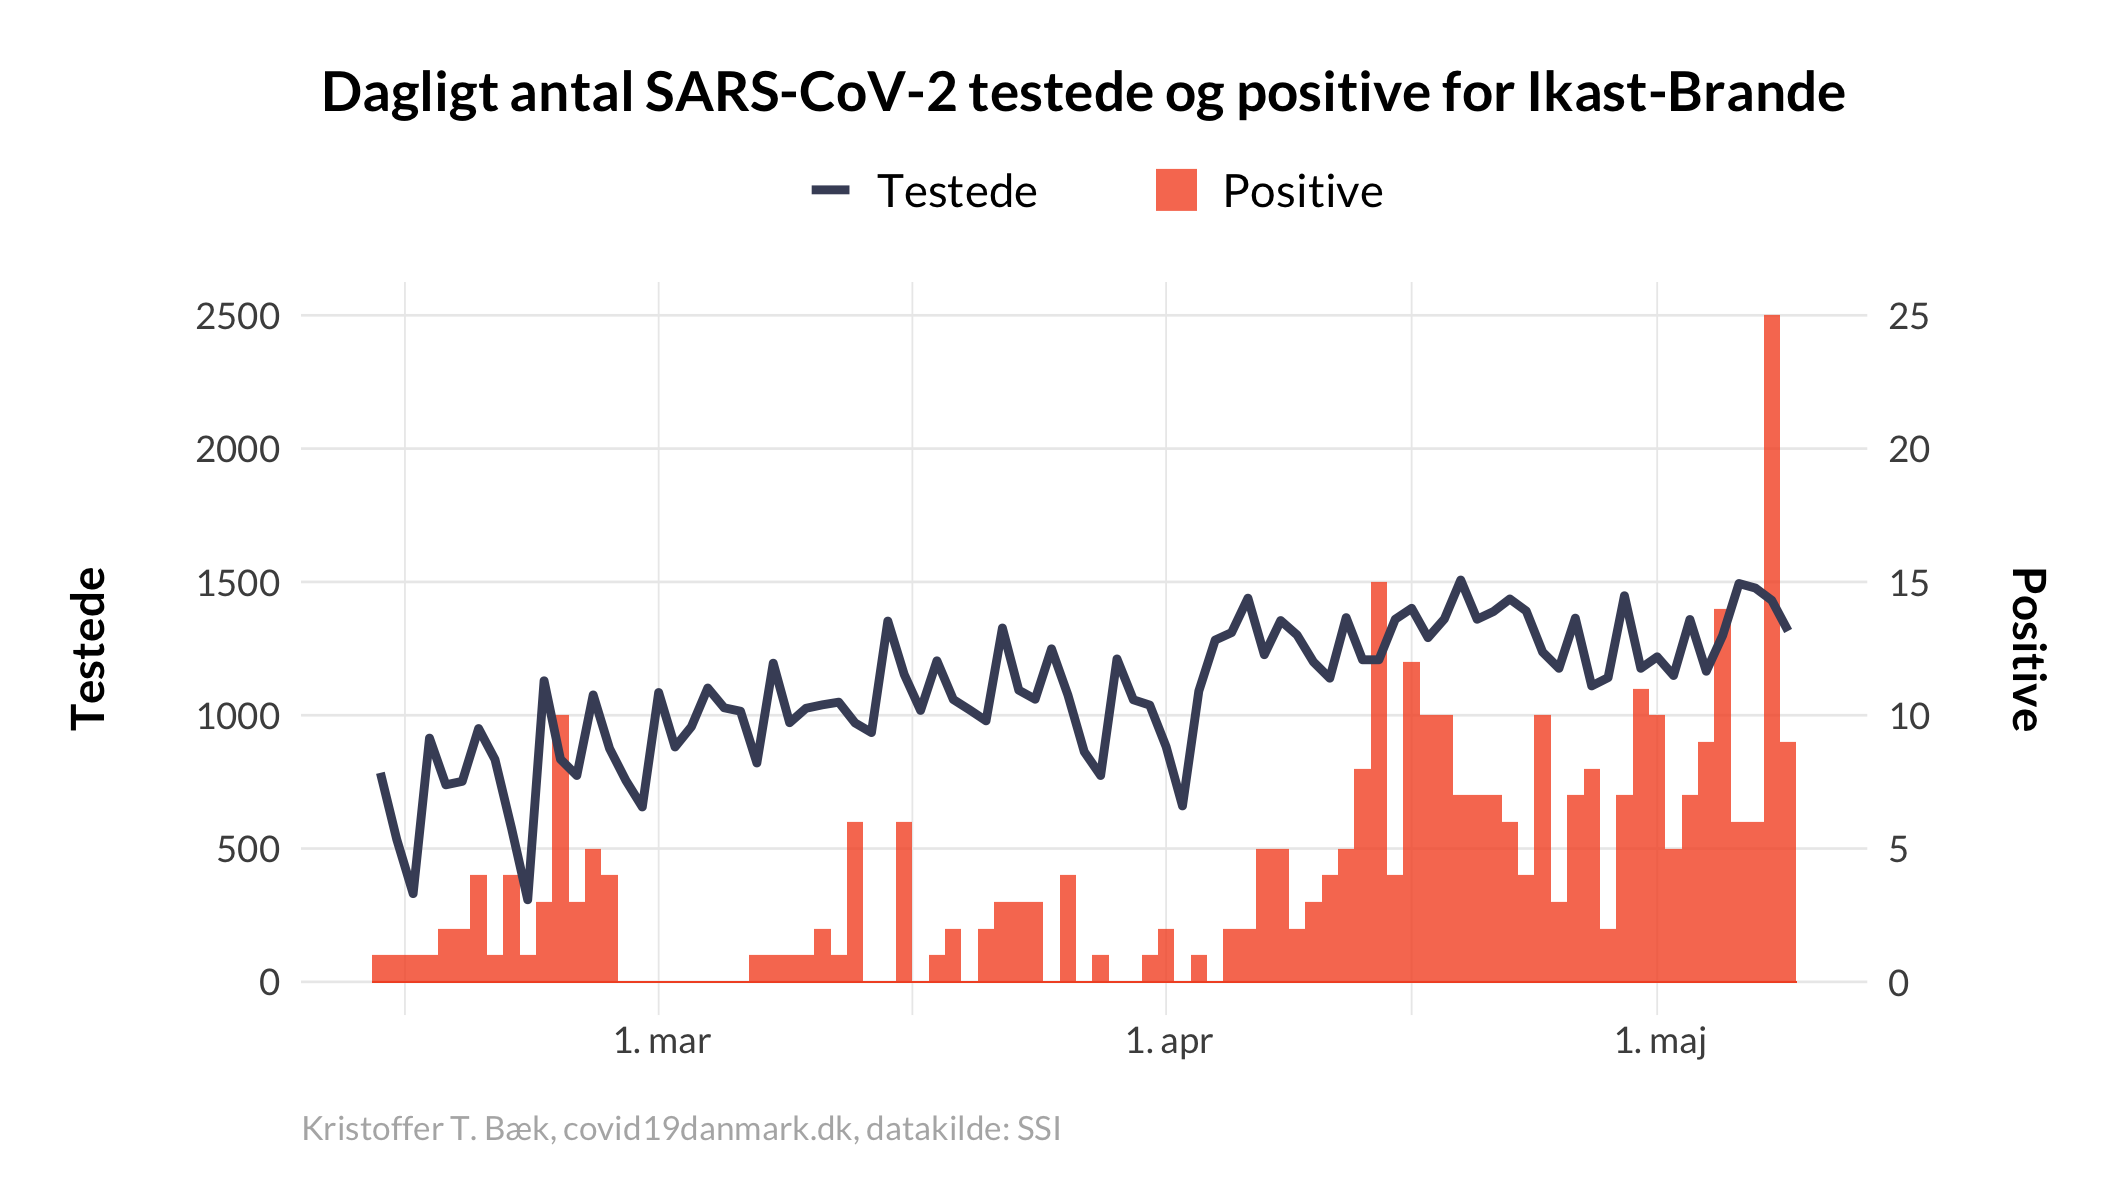 Dagligt antal SARS-CoV-2 testede og positive for Ikast-Brande
Testede Positive
2500 25
2000 20
1500 15
1000 10
500 5
0 0
Testede
Positive
1. mar 1. apr 1. maj
Kristoffer T. Bæk, covid19danmark.dk, datakilde: SSI